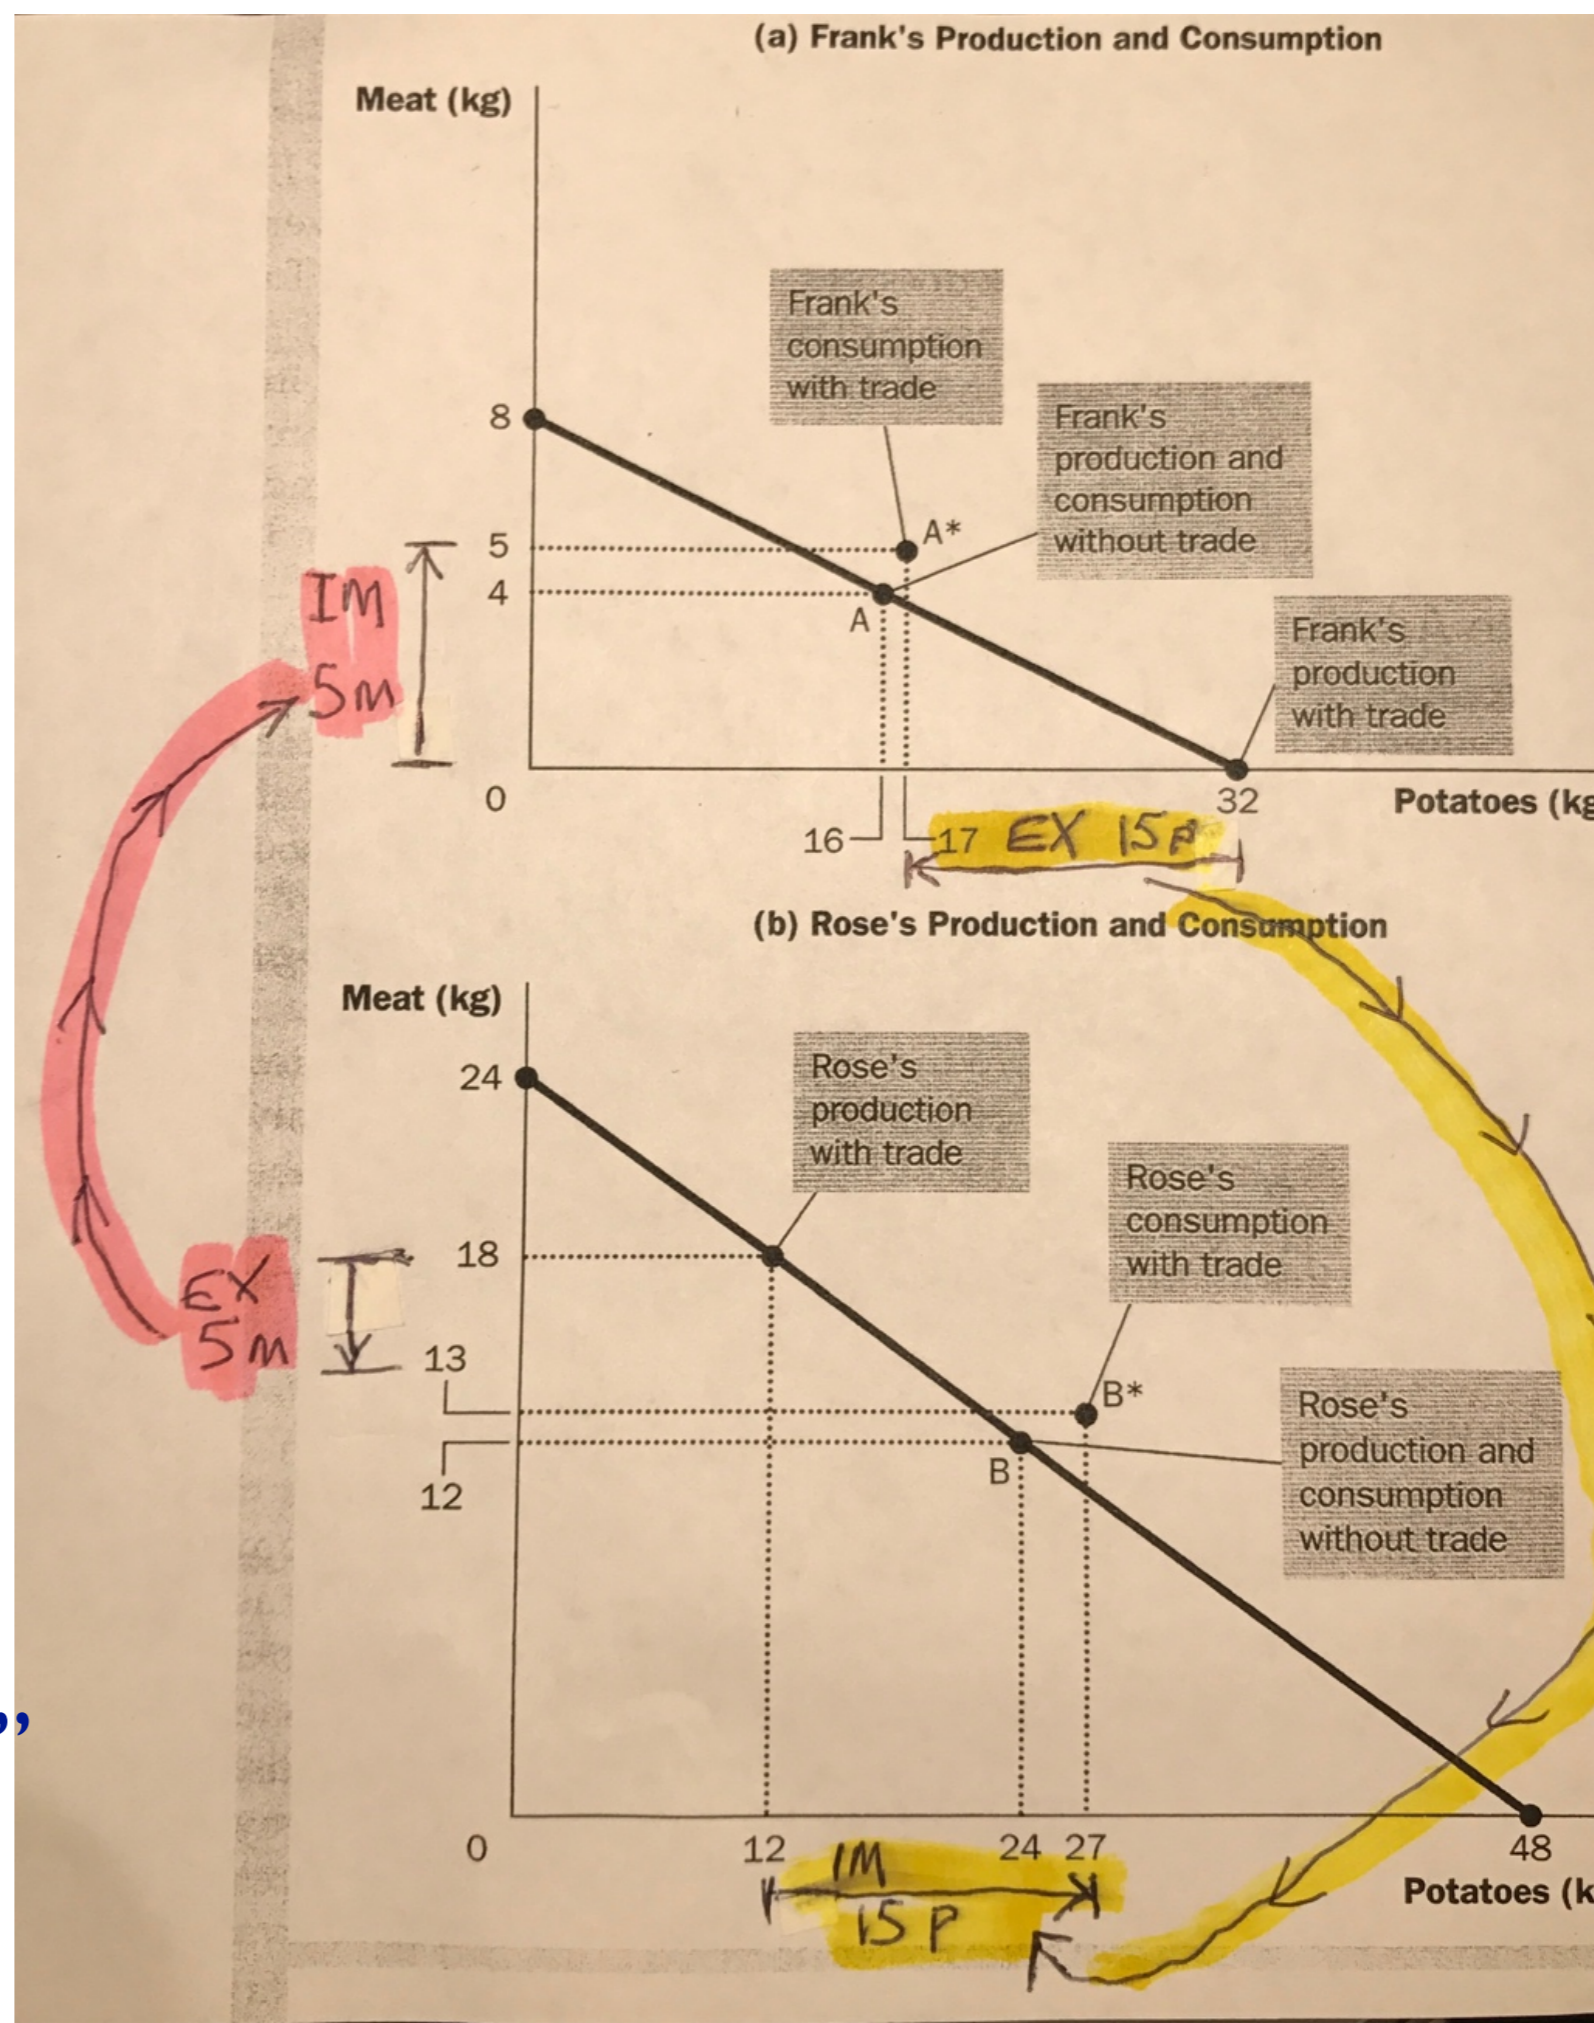 (a) Frank's Production and Consumption
Meat (kg)
Frank's
consumption
with trade
8
Frank's
production and
consumption
without trade
5
A*
4
A
IM
5M
Frank's
production
with trade
0
32
Potatoes (kg
16
17
EX 15P
(b) Rose's Production and Consumption
Meat (kg)
24
Rose's
production
with trade
Rose's
consumption
with trade
18
EX
5M
13
B*
Rose's
production and
consumption
without trade
12
B
”
0
12
24
27
48
IM
15P
Potatoes (k